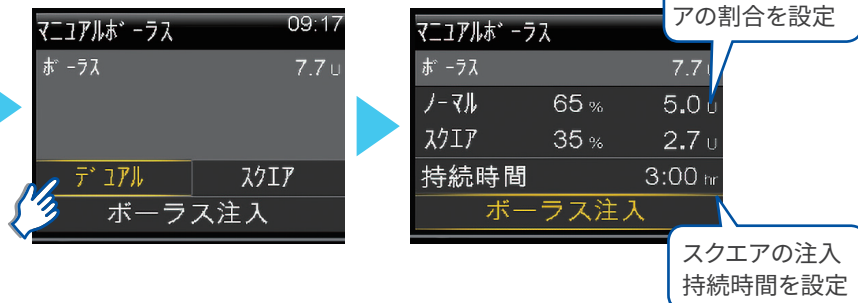 マニュアルボーラス 09:17
ボーラス 7.7 U
デュアル スクエア
ボーラス注入
アの割合を設定
マニュアルボーラス
ボーラス 7.7
ノーマル 65 % 5.0 U
スクエア 35 % 2.7 U
持続時間 3:00 hr
ボーラス注入
スクエアの注入
持続時間を設定